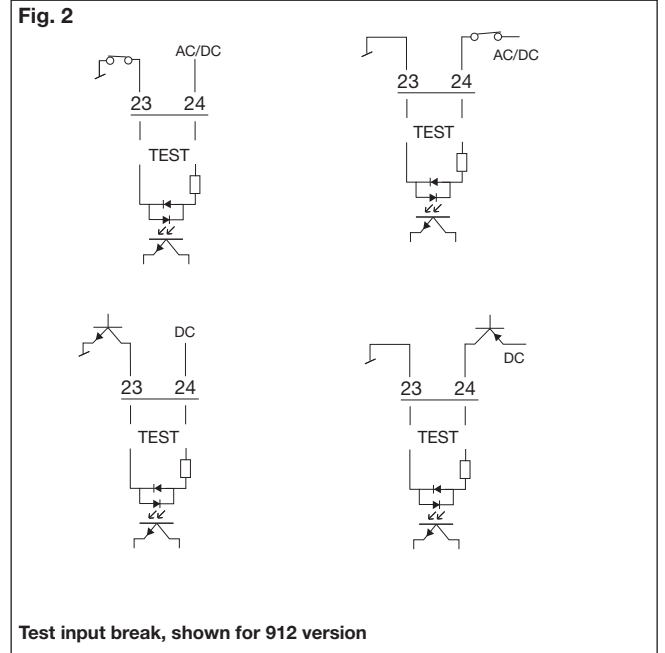 Fig. 2
AC/DC
23 24
TEST
AC/DC
23 24
TEST
DC
23 24
TEST
DC
23 24
TEST
Test input break, shown for 912 version